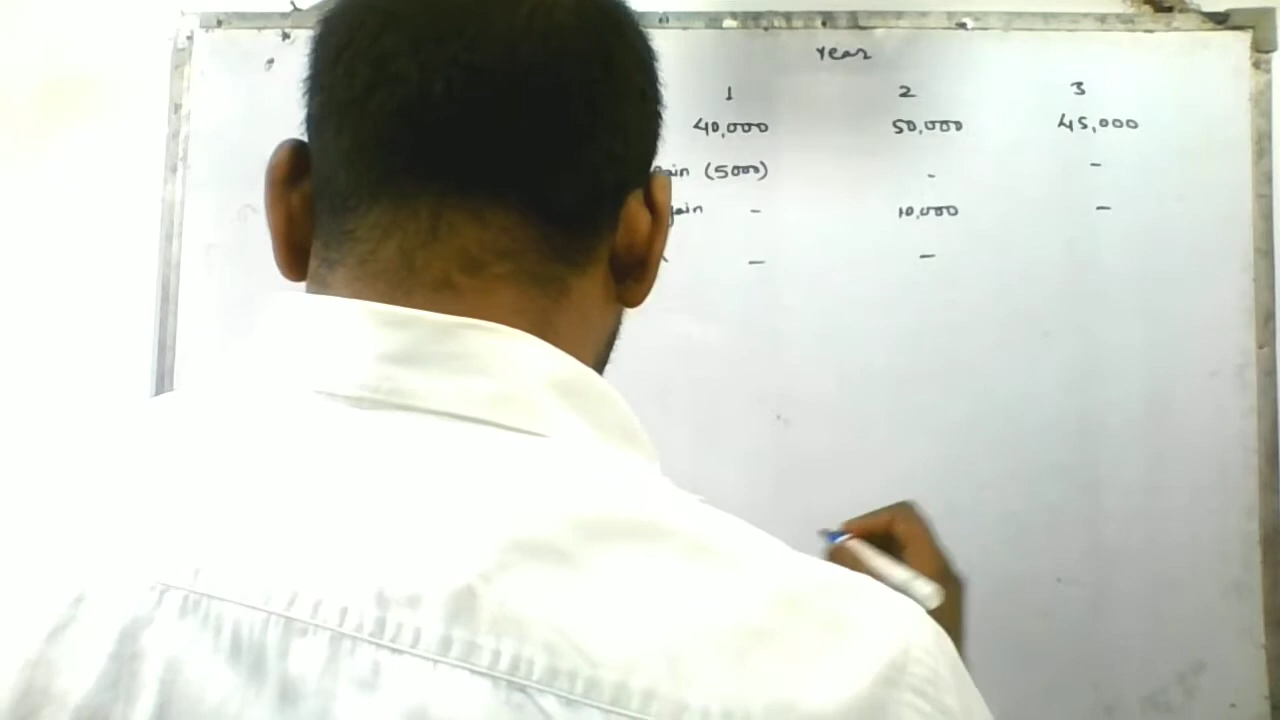 Year
1 2 3
40,000 50,000 45,000
(5000) - -
- 10,000 -
- -